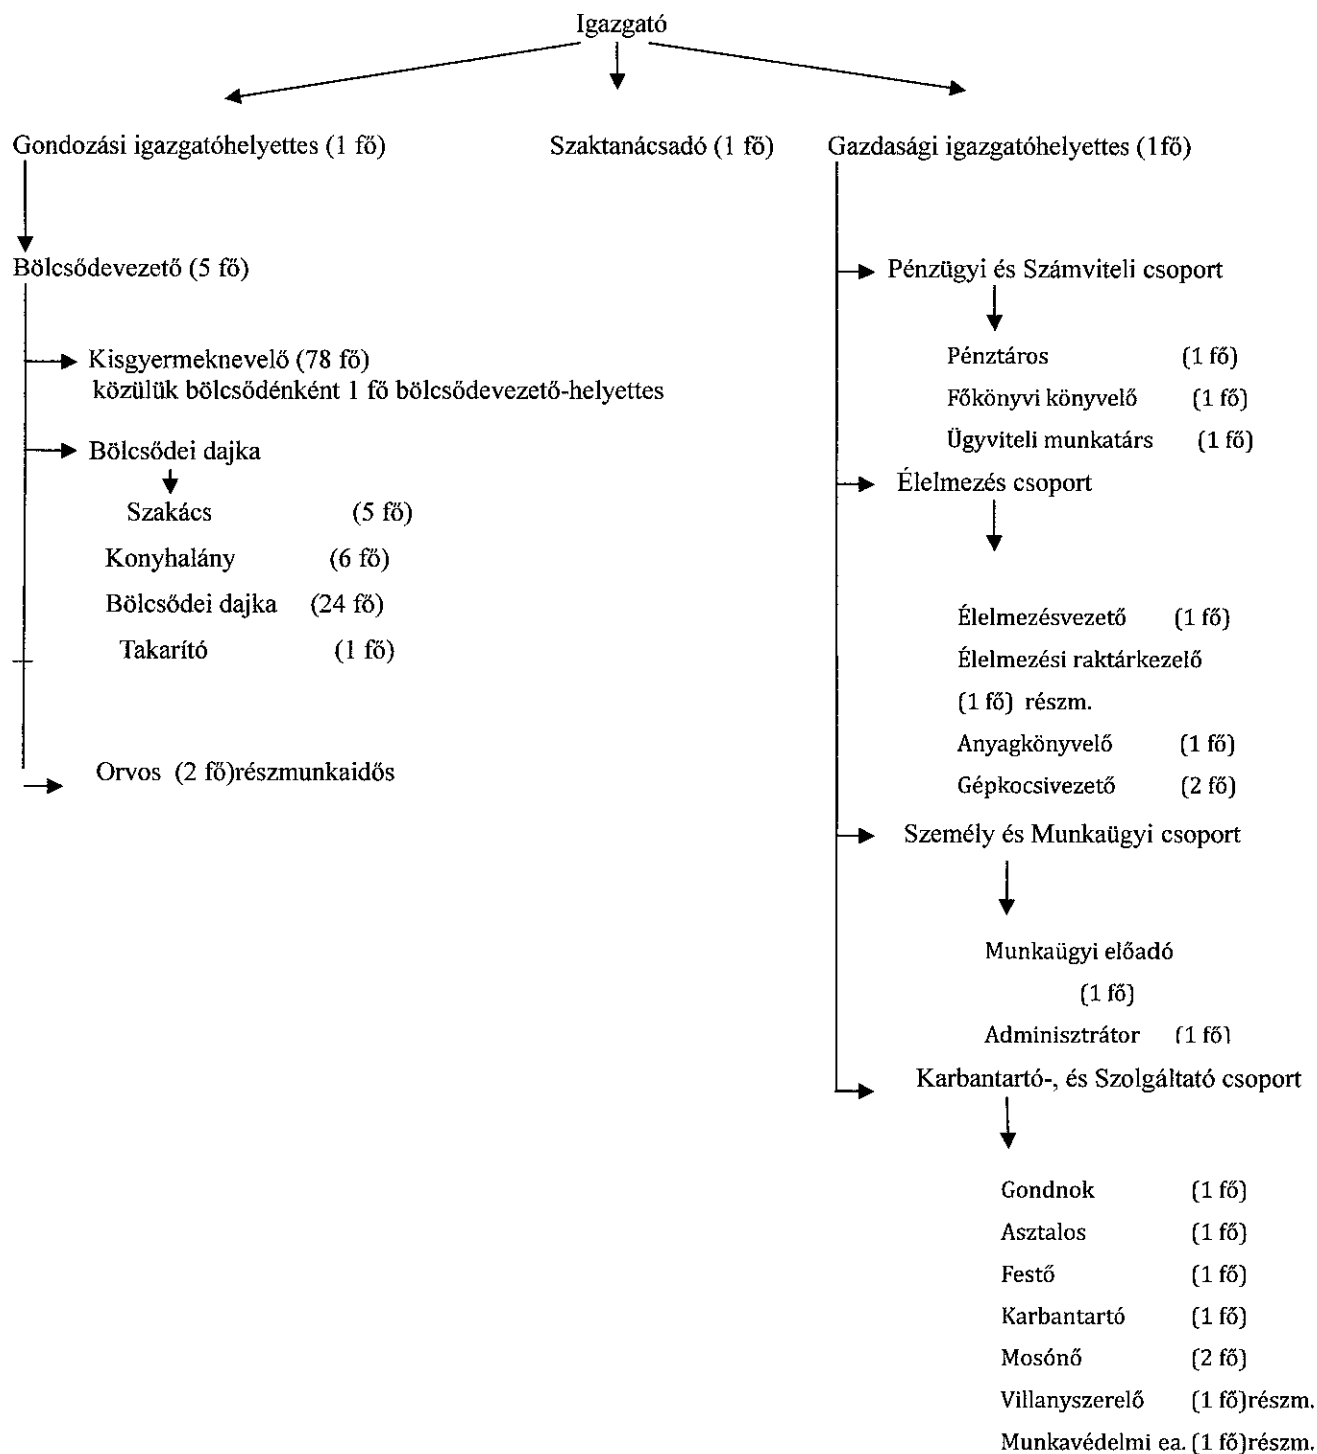 Igazgató
Gondozási igazgatóhelyettes (1 fő)
Szaktanácsadó (1 fő)
Gazdasági igazgatóhelyettes (1fő)
Bölcsődevezető (5 fő)
Kisgyermeknevelő (78 fő)
közülük bölcsődénként 1 fő bölcsődevezető-helyettes
Bölcsődei dajka
Szakács (5 fő)
Konyhalány (6 fő)
Bölcsődei dajka (24 fő)
Takarító (1 fő)
Orvos (2 fő)részmunkaidős
Pénzügyi és Számviteli csoport
Pénztáros (1 fő)
Főkönyvi könyvelő (1 fő)
Ügyviteli munkatárs (1 fő)
Élelmezés csoport
Élelmezésvezető (1 fő)
Élelmezési raktárkezelő
(1 fő) részm.
Anyagkönyvelő (1 fő)
Gépkocsivezető (2 fő)
Személy és Munkaügyi csoport
Munkaügyi előadó
(1 fő)
Adminisztrátor (1 fő)
Karbantartó-, és Szolgáltató csoport
Gondnok (1 fő)
Asztalos (1 fő)
Festő (1 fő)
Karbantartó (1 fő)
Mosónő (2 fő)
Villanyszerelő (1 fő)részm.
Munkavédelmi ea. (1 fő)részm.